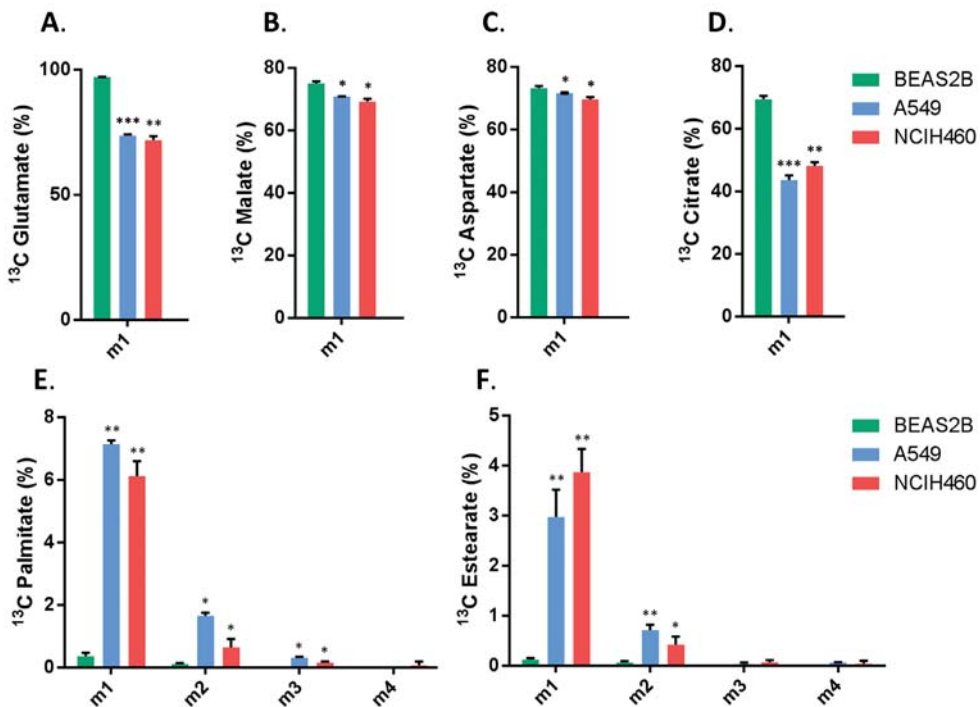 A.
B.
C.
D.
¹³C Glutamate (%)
100
50
0
***
**
m1
¹³C Malate (%)
80
60
40
20
0
*
*
m1
¹³C Aspartate (%)
80
60
40
20
0
*
*
m1
¹³C Citrate (%)
80
60
40
20
0
***
**
m1
BEAS2B
A549
NCIH460
E.
F.
¹³C Palmitate (%)
8
6
4
2
0
**
**
*
*
*
*
m1
m2
m3
m4
¹³C Estearate (%)
5
4
3
2
1
0
**
**
**
*
m1
m2
m3
m4
BEAS2B
A549
NCIH460